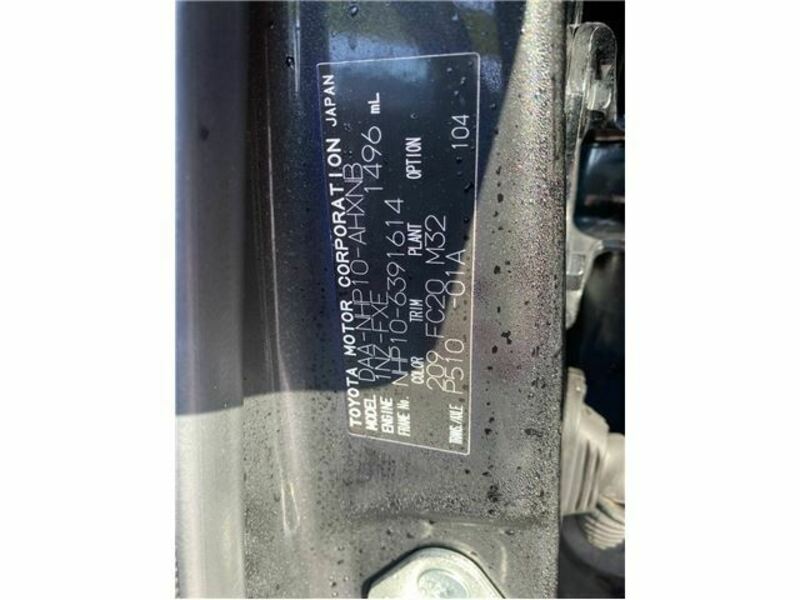 TOYOTA MOTOR CORPORATION JAPAN
MODEL DAA-NHP10-AHXNB
ENGINE 1NZ-FXE 1496 mL
FRAME No. NHP10-6391614
COLOR TRIM PLANT OPTION
209 FC20 M32 104
TRANS/AXLE P510 -01A